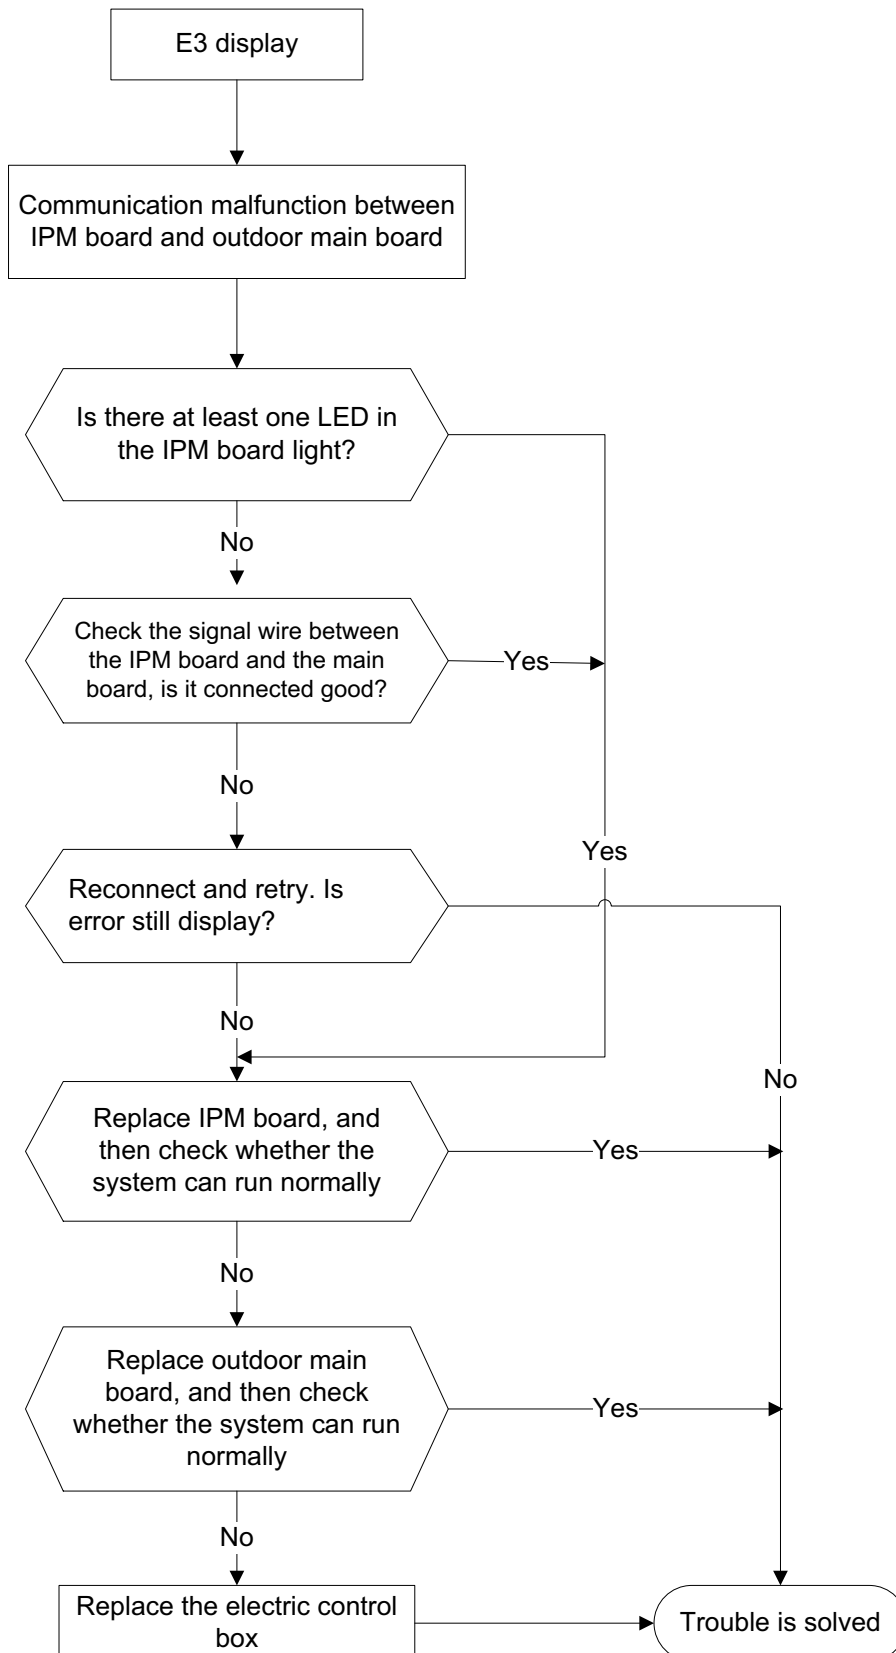 E3 display
Communication malfunction between
IPM board and outdoor main board
Is there at least one LED in
the IPM board light?
No
Check the signal wire between
the IPM board and the main
board, is it connected good?
Yes
No
Yes
Reconnect and retry. Is
error still display?
No
No
Replace IPM board, and
then check whether the
system can run normally
Yes
No
Replace outdoor main
board, and then check
whether the system can run
normally
Yes
No
Replace the electric control
box
Trouble is solved